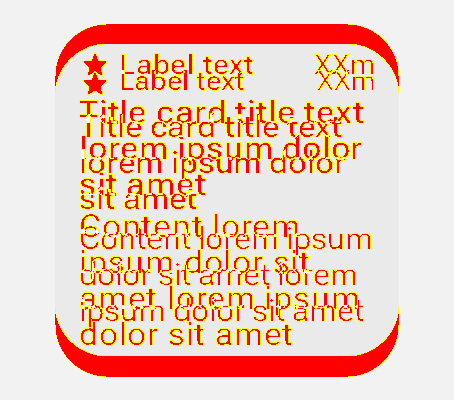 Label text XXm
Label text XXm
Title card title text
Title card title text
lorem ipsum dolor
lorem ipsum dolor
sit amet
sit amet
Content lorem
Content lorem ipsum
ipsum dolor sit
dolor sit amet lorem
amet lorem ipsum
ipsum dolor sit amet
dolor sit amet